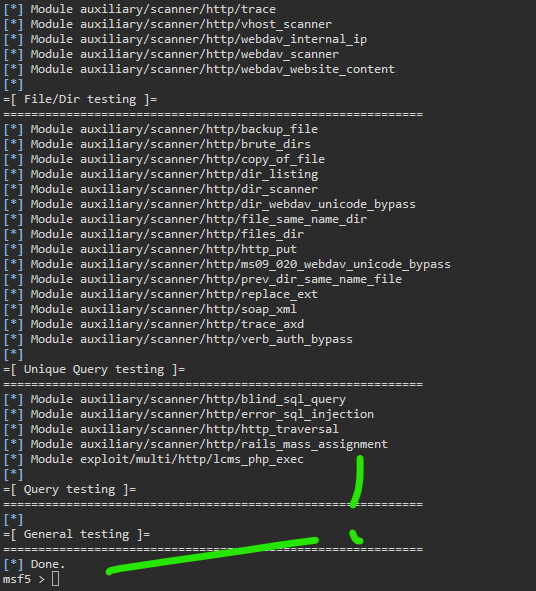 [*] Module auxiliary/scanner/http/trace
[*] Module auxiliary/scanner/http/vhost_scanner
[*] Module auxiliary/scanner/http/webdav_internal_ip
[*] Module auxiliary/scanner/http/webdav_scanner
[*] Module auxiliary/scanner/http/webdav_website_content
[*]
=[ File/Dir testing ]=
============================================================
[*] Module auxiliary/scanner/http/backup_file
[*] Module auxiliary/scanner/http/brute_dirs
[*] Module auxiliary/scanner/http/copy_of_file
[*] Module auxiliary/scanner/http/dir_listing
[*] Module auxiliary/scanner/http/dir_scanner
[*] Module auxiliary/scanner/http/dir_webdav_unicode_bypass
[*] Module auxiliary/scanner/http/file_same_name_dir
[*] Module auxiliary/scanner/http/files_dir
[*] Module auxiliary/scanner/http/http_put
[*] Module auxiliary/scanner/http/ms09_020_webdav_unicode_bypass
[*] Module auxiliary/scanner/http/prev_dir_same_name_file
[*] Module auxiliary/scanner/http/replace_ext
[*] Module auxiliary/scanner/http/soap_xml
[*] Module auxiliary/scanner/http/trace_axd
[*] Module auxiliary/scanner/http/verb_auth_bypass
[*]
=[ Unique Query testing ]=
============================================================
[*] Module auxiliary/scanner/http/blind_sql_query
[*] Module auxiliary/scanner/http/error_sql_injection
[*] Module auxiliary/scanner/http/http_traversal
[*] Module auxiliary/scanner/http/rails_mass_assignment
[*] Module exploit/multi/http/lcms_php_exec
[*]
=[ Query testing ]=
============================================================
[*]
=[ General testing ]=
============================================================
[*] Done.
msf5 >